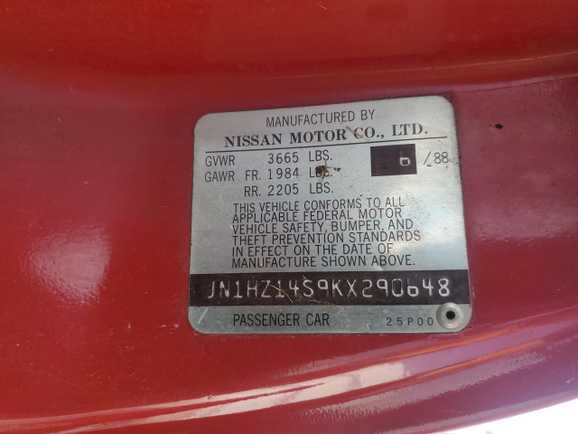 MANUFACTURED BY
NISSAN MOTOR CO., LTD.
GVWR 3665 LBS. 6/88
GAWR FR. 1984 LBS.
RR. 2205 LBS.
THIS VEHICLE CONFORMS TO ALL
APPLICABLE FEDERAL MOTOR
VEHICLE SAFETY, BUMPER, AND
THEFT PREVENTION STANDARDS
IN EFFECT ON THE DATE OF
MANUFACTURE SHOWN ABOVE.
JN1HZ14S9KX290648
PASSENGER CAR 25P00